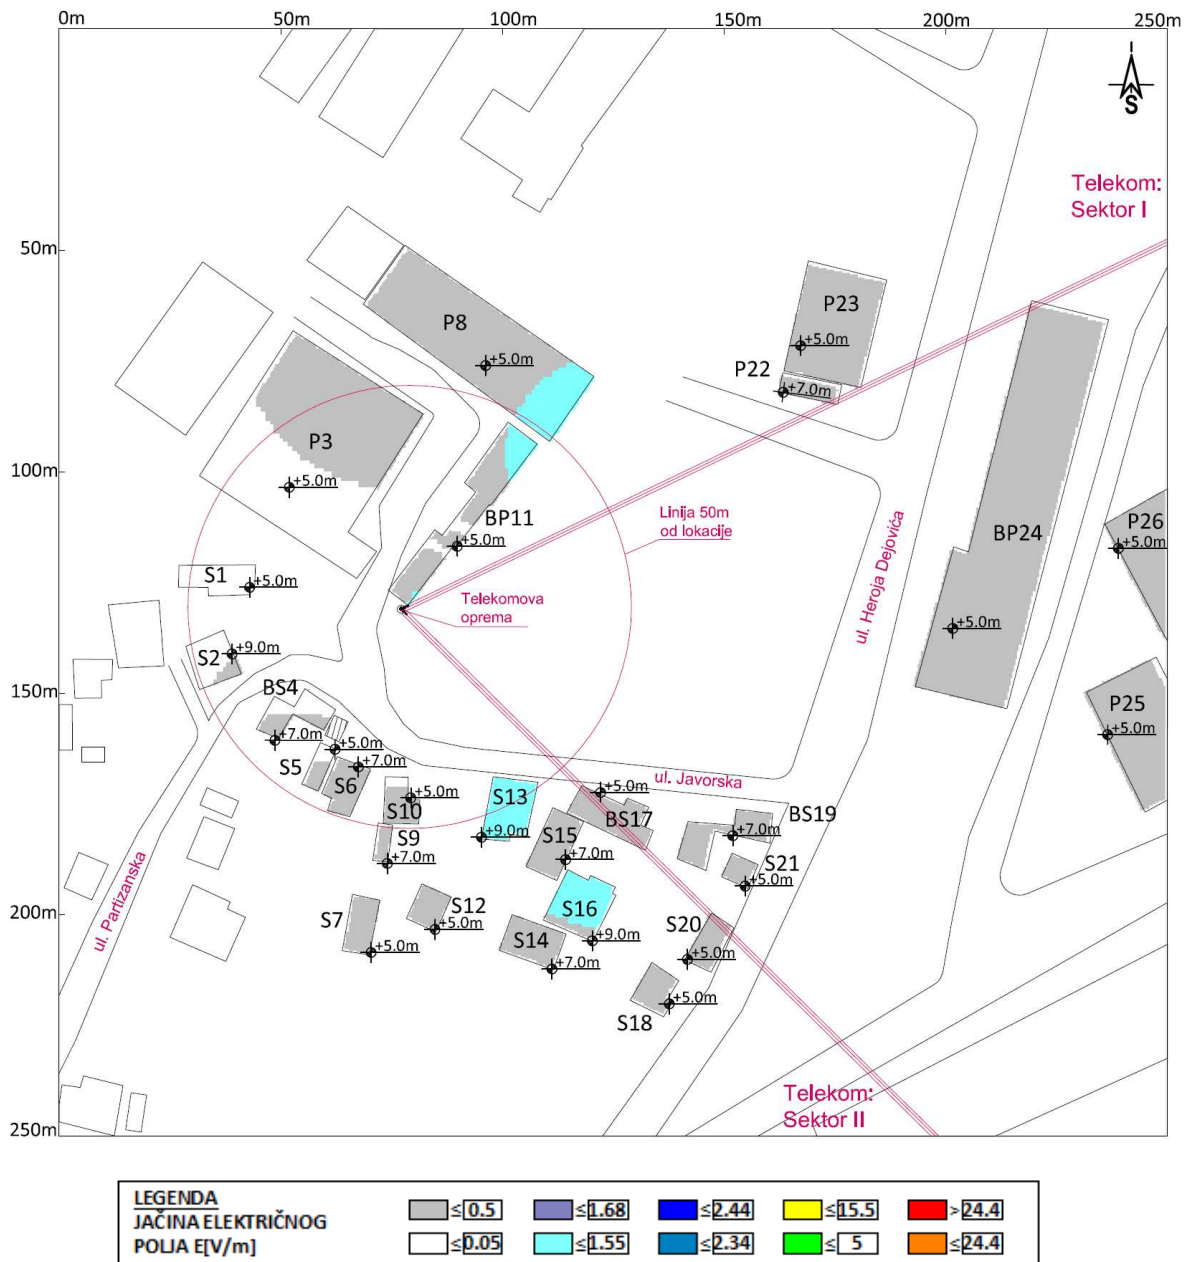 0m
50m
100m
150m
200m
250m
S
Telekom:
Sektor I
50m
P23
P8
+5.0m
+5.0m
P22
+7.0m
P3
100m
+5.0m
P26
Linija 50m
od lokacije
BP11
BP24
+5.0m
+5.0m
ul. Heroja Dejovića
S1
+5.0m
Telekomova
oprema
+5.0m
+9.0m
S2
150m
BS4
P25
+7.0m
+5.0m
+5.0m
S5
+7.0m
S6
ul. Javorska
S10
+5.0m
S13
+5.0m
BS17
BS19
+9.0m
S15
+7.0m
S9
+7.0m
+7.0m
S21
+5.0m
ul. Partizanska
200m
S7
S12
+5.0m
S16
+9.0m
S20
+5.0m
+5.0m
S14
+7.0m
S18
+5.0m
Telekom:
Sektor II
250m
LEGENDA
JAČINA ELEKTRIČNOG
POLJA E[V/m]
≤ 0.5
≤ 1.68
≤ 2.44
≤ 15.5
> 24.4
≤ 0.05
≤ 1.55
≤ 2.34
≤ 5
≤ 24.4